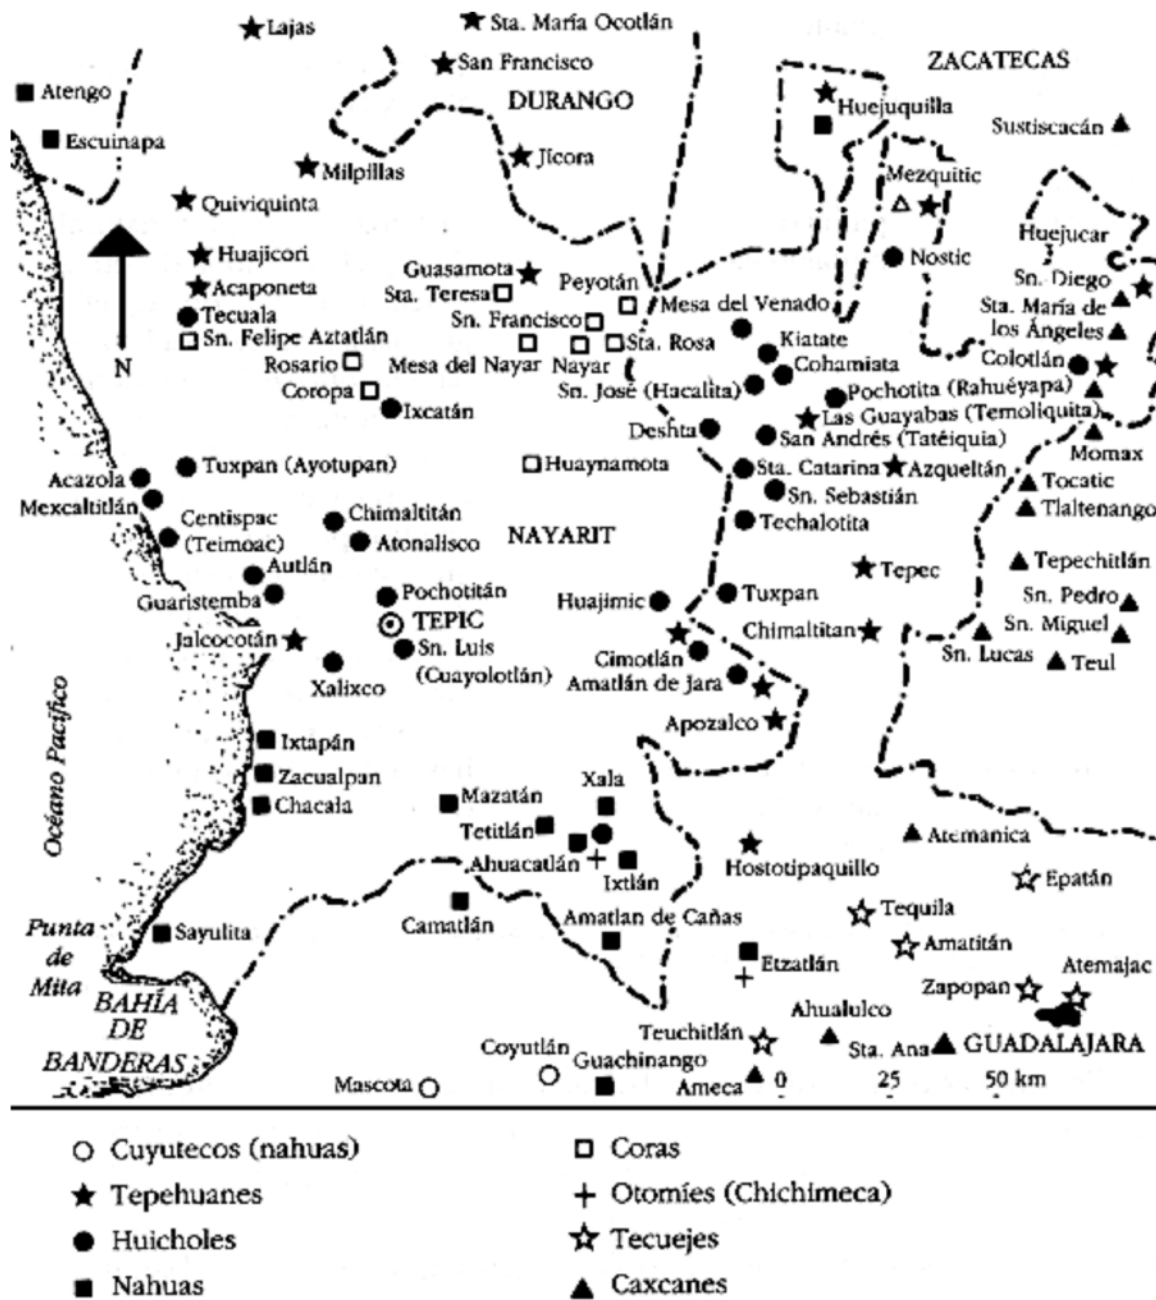 Lajas
Sta. María Ocotlán
San Francisco
ZACATECAS
DURANGO
Atengo
Huejuquilla
Escuinapa
Sustiscacán
Milpillas
Jícora
Mezquitic
Quiviquinta
Huejucar
Huajicori
Nostic
Guasamota
Peyotán
Sn. Diego
Acaponeta
Sta. Teresa
Mesa del Venado
Sta. María de
los Ángeles
Tecuala
Sn. Francisco
Sn. Felipe Aztatlán
Sta. Rosa
Kiatate
N
Rosario
Mesa del Nayar
Nayar
Cohamiata
Colotlán
Coropa
Sn. José (Hacalita)
Pochotita (Rahuéyapa)
Ixcatán
Las Guayabas (Temoliquita)
Deshta
San Andrés (Tatéiquia)
Momax
Tuxpan (Ayotupan)
Huaynamota
Sta. Catarina
Azqueltán
Acazola
Tocatic
Mexcaltitlán
Sn. Sebastián
Tlaltenango
Centispac
(Teimoac)
Chimaltitán
NAYARIT
Techalotita
Atonalisco
Autlán
Tepec
Tepechitlán
Guaristemba
Pochotitán
Huajimic
Tuxpan
Sn. Pedro
TEPIC
Jalcocotán
Chimaltitan
Sn. Miguel
Sn. Luis
(Cuayolotlán)
Cimotlán
Sn. Lucas
Teul
Xalixco
Amatlán de Jara
Apozalco
Océano Pacífico
Ixtapán
Zacualpan
Chacala
Mazatán
Xala
Tetitlán
Atemanica
Ahuacatlán
Ixtlán
Hostotipaquillo
Epatán
Camatlán
Amatlan de Cañas
Tequila
Punta
de
Mita
Sayulita
Amatitán
Etzatlán
Atemajac
Zapopan
BAHÍA
DE
BANDERAS
Ahualulco
Teuchitlán
Sta. Ana
GUADALAJARA
Coyutlán
Guachinango
Mascota
Ameca
0 25 50 km
Cuyutecos (nahuas)
Coras
Tepehuanes
Otomíes (Chichimeca)
Huicholes
Tecuejes
Nahuas
Caxcanes